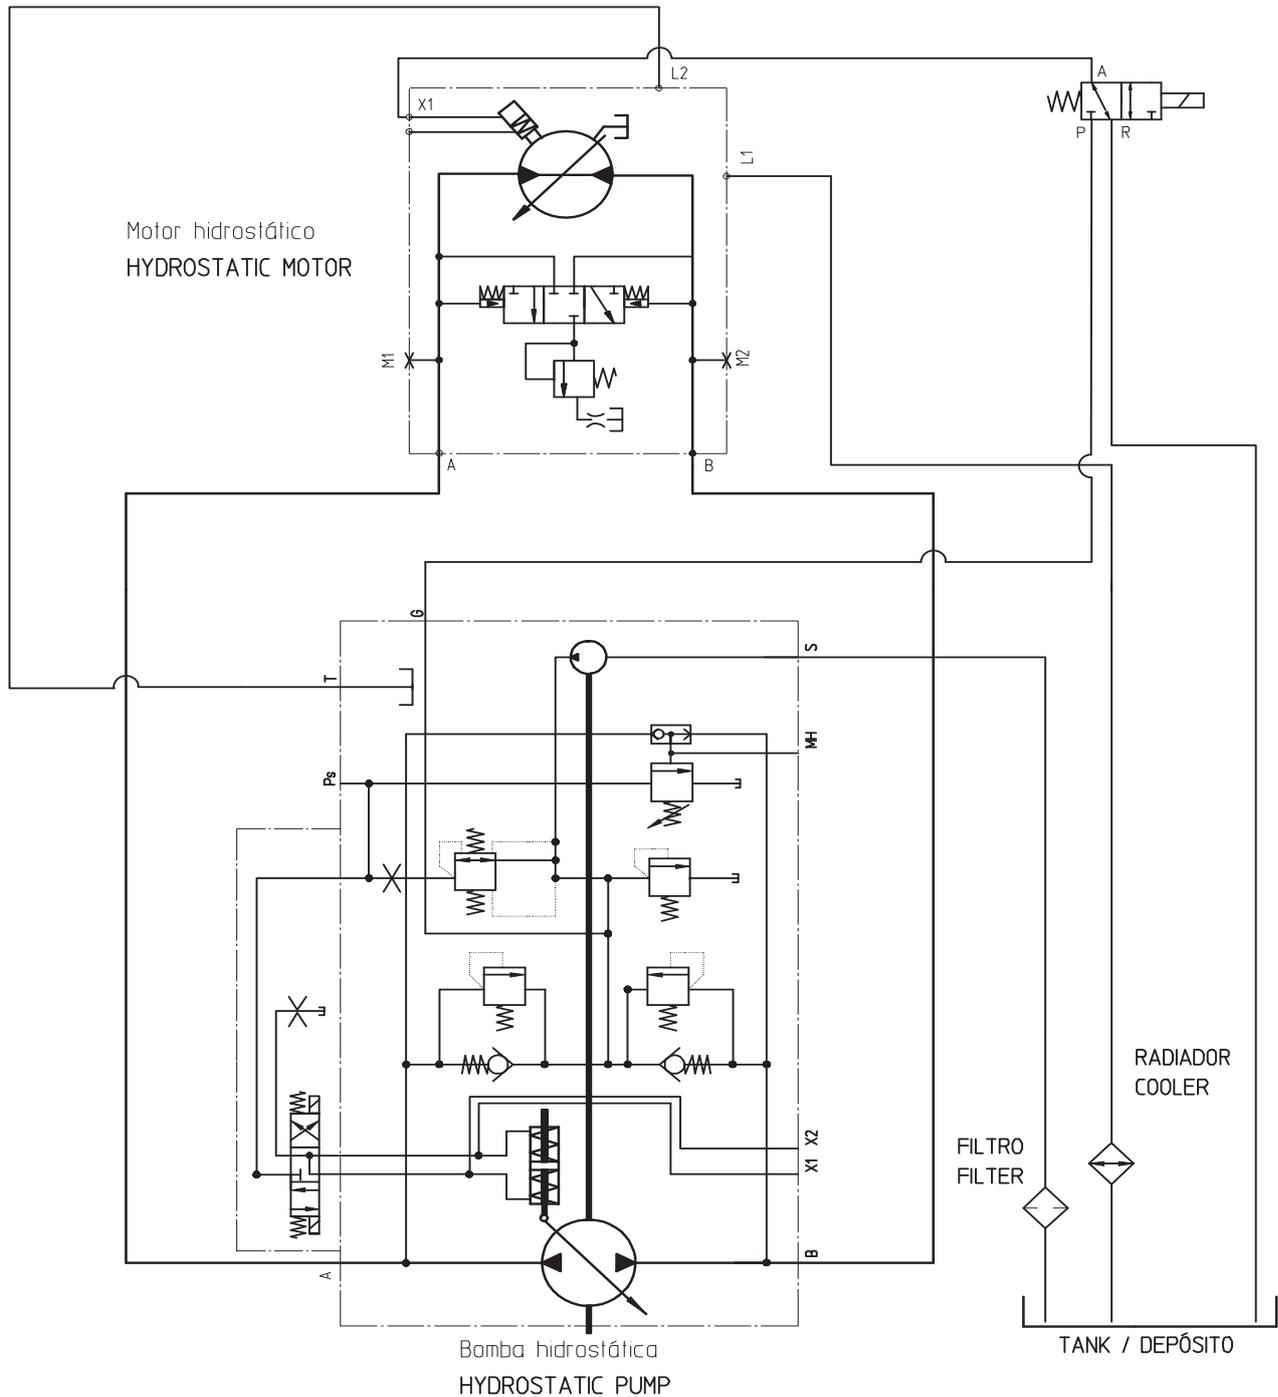 A
L2
X1
P
R
L1
Motor hidrostático
HYDROSTATIC MOTOR
M1
M2
A
B
G
S
T
MH
Ps
RADIADOR
COOLER
X2
FILTRO
FILTER
X1
B
A
TANK / DEPÓSITO
Bomba hidrostática
HYDROSTATIC PUMP